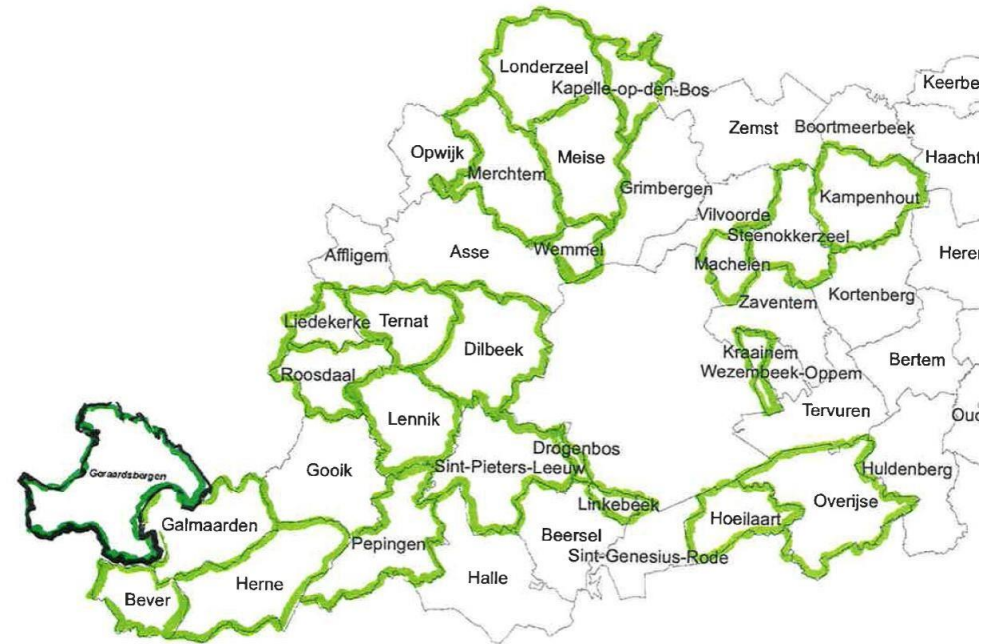 Londerzeel
Kapelle-op-den-Bos
Keerbe
Zemst
Boortmeerbeek
Opwijk
Meise
Haacht
Merchtem
Grimbergen
Kampenhout
Vilvoorde
Steenokkerzeel
Affligem
Asse
Wemmel
Heren
Machelen
Zaventem
Kortenberg
Liedekerke
Ternat
Dilbeek
Kraainem
Bertem
Roosdaal
Wezembeek-Oppem
Tervuren
Oud
Lennik
Drogenbos
Gooik
Sint-Pieters-Leeuw
Huldenberg
Geraardsbergen
Linkebeek
Overijse
Galmaarden
Hoeilaart
Beersel
Pepingen
Sint-Genesius-Rode
Herne
Halle
Bever